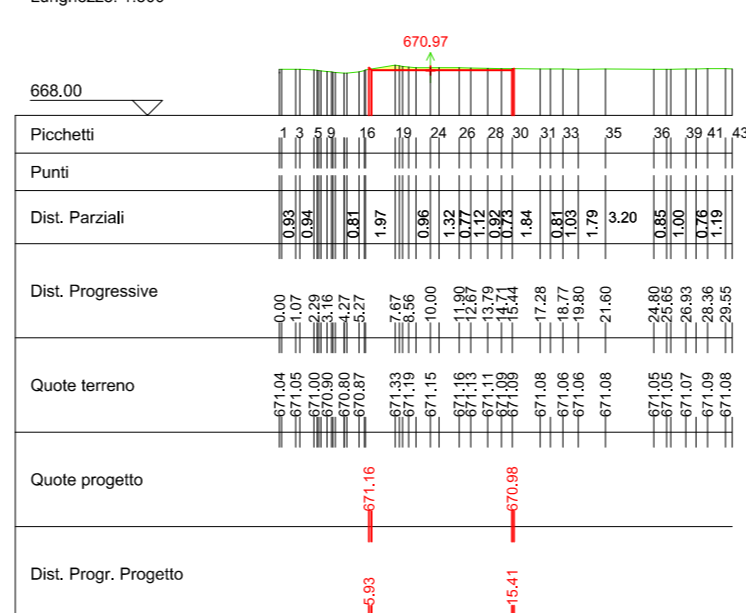 670.97
668.00
Picchetti 1 3 5 9 16 19 24 26 28 30 31 33 35 36 39 41 43
Punti
Dist. Parziali 0.93 0.94 0.81 1.97 0.96 1.32 0.77 1.12 0.92 0.73 1.84 0.81 1.03 1.79 3.20 0.85 1.00 0.76 1.19
Dist. Progressive 0.00 1.07 2.29 3.16 4.27 5.27 7.67 8.56 10.00 11.90 12.67 13.79 14.71 15.44 17.28 18.77 19.80 21.60 24.80 25.65 26.93 28.36 29.55
Quote terreno 671.04 671.05 671.00 670.90 670.80 670.87 671.33 671.19 671.15 671.16 671.13 671.11 671.09 671.09 671.08 671.06 671.06 671.08 671.05 671.05 671.07 671.09 671.08
Quote progetto 671.16 670.98
Dist. Progr. Progetto 5.93 15.41